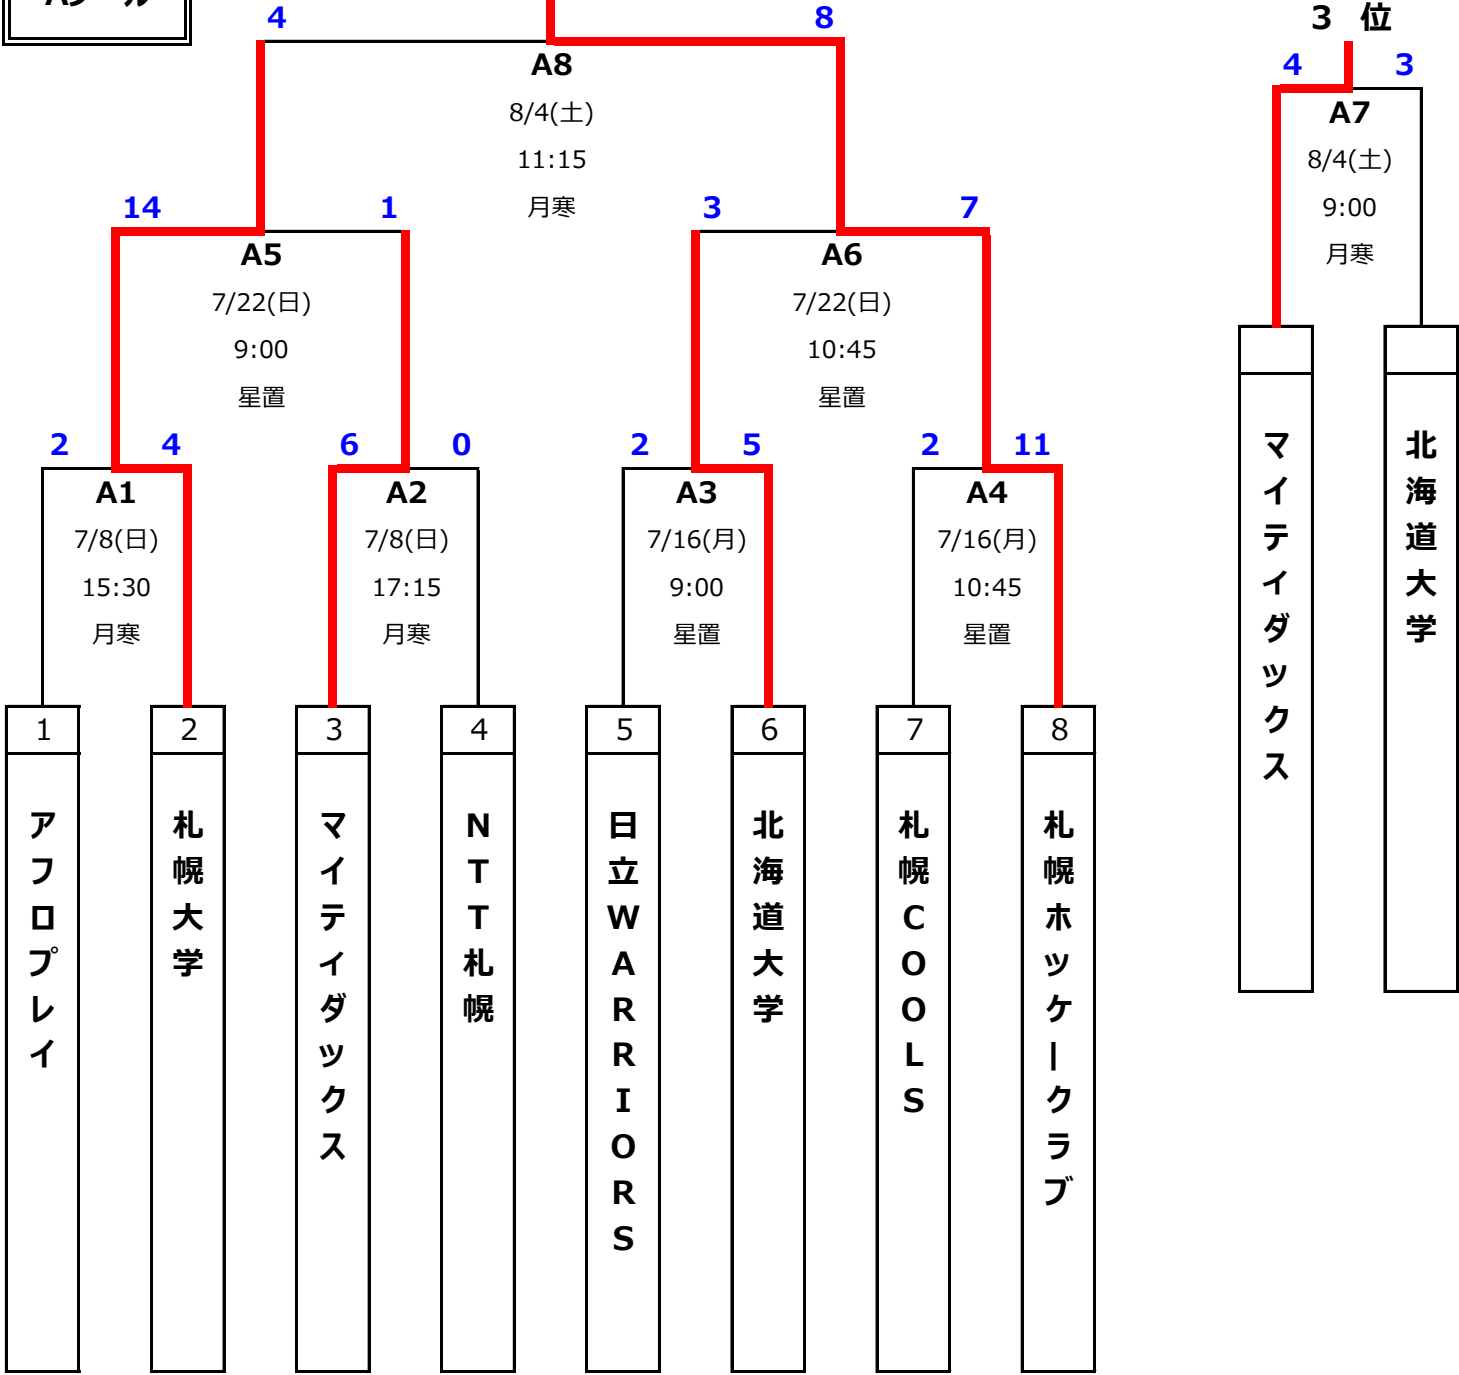 4 8
A8
8/4(土)
11:15
月寒
3 位
4 3
A7
8/4(土)
9:00
月寒
14 1
A5
7/22(日)
9:00
星置
3 7
A6
7/22(日)
10:45
星置
2 4
A1
7/8(日)
15:30
月寒
6 0
A2
7/8(日)
17:15
月寒
2 5
A3
7/16(月)
9:00
星置
2 11
A4
7/16(月)
10:45
星置
1
アフロプレイ
2
札幌大学
3
マイティダックス
4
NTT札幌
5
日立WARRIORS
6
北海道大学
7
札幌COOLS
8
札幌ホッケークラブ
マイティダックス
北海道大学